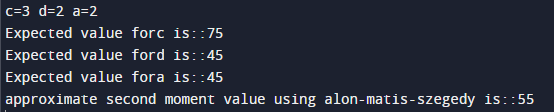 c=3 d=2 a=2
Expected value forc is::75
Expected value ford is::45
Expected value fora is::45
approximate second moment value using alon-matis-szegedy is::55